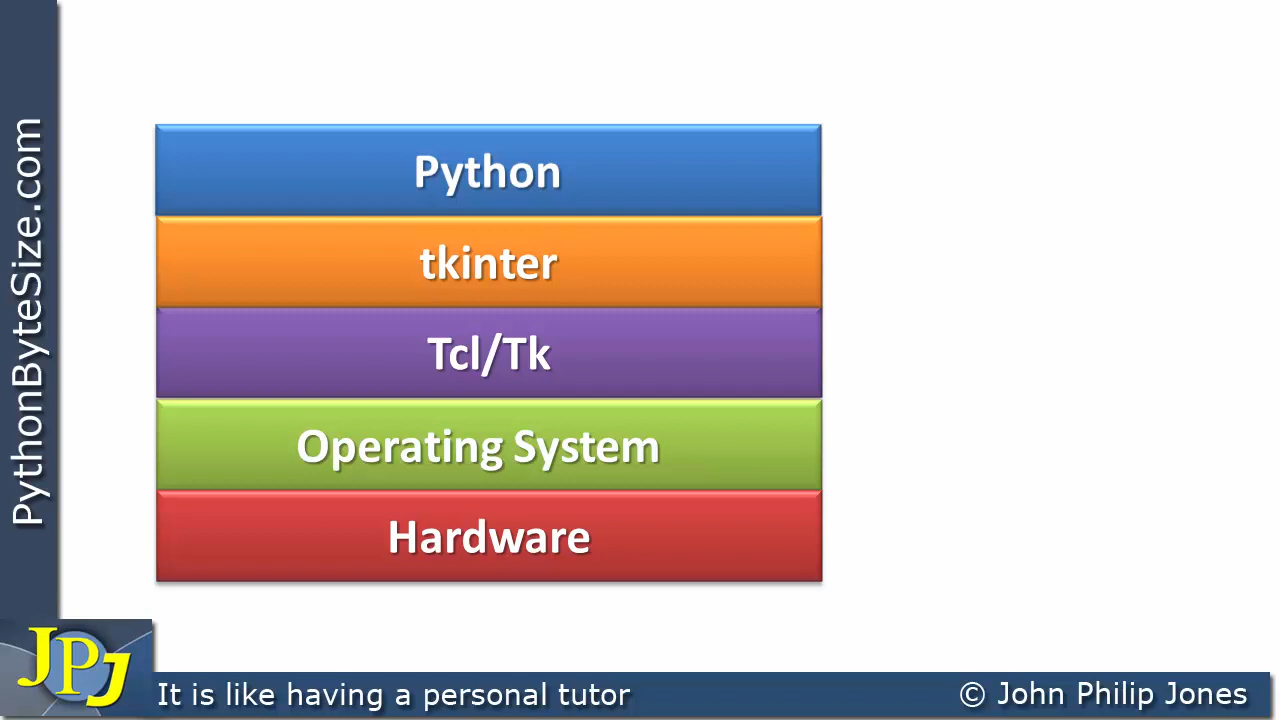 PythonByteSize.com
Python
tkinter
Tcl/Tk
Operating System
Hardware
JPJ
It is like having a personal tutor
© John Philip Jones